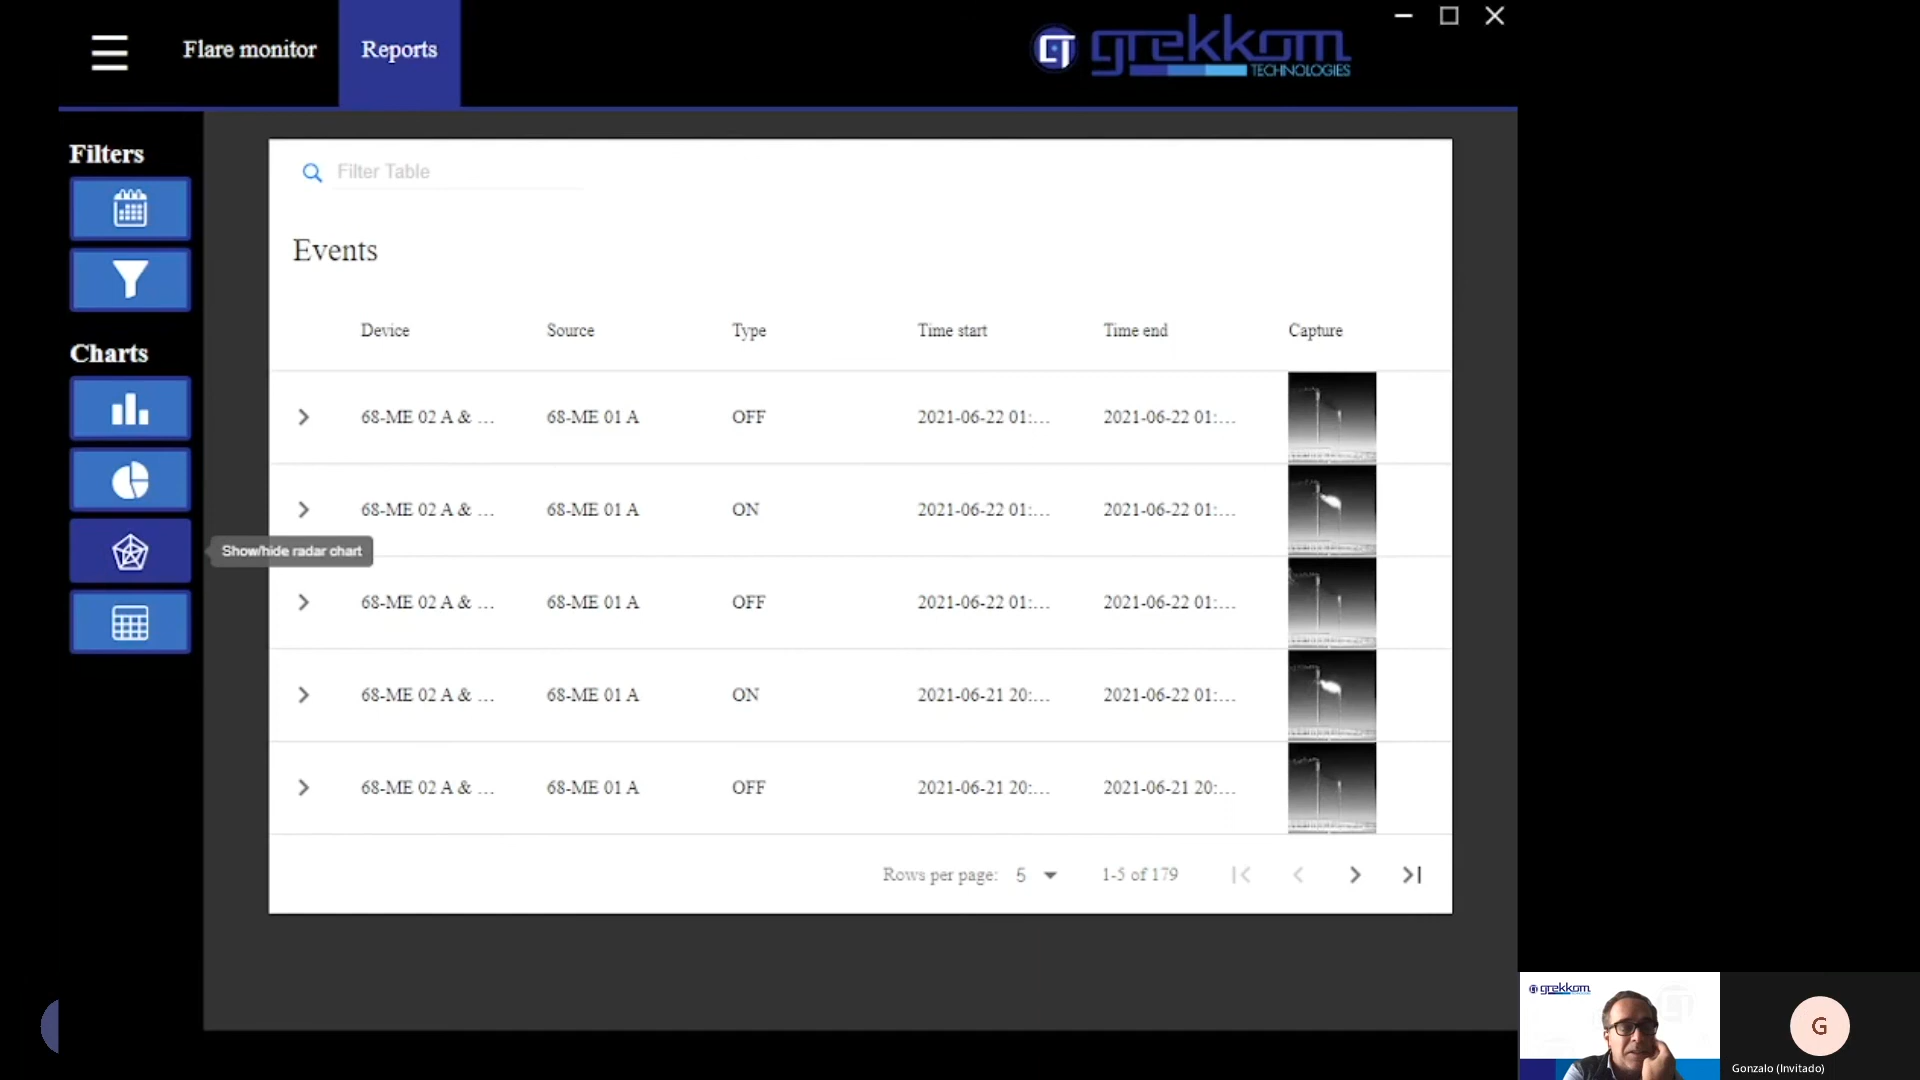 Flare monitor
Reports
grekkom
TECHNOLOGIES
Filters
Charts
Show/hide radar chart
Filter Table
Events
Device Source Type Time start Time end Capture
68-ME 02 A & ... 68-ME 01 A OFF 2021-06-22 01:... 2021-06-22 01:...
68-ME 02 A & ... 68-ME 01 A ON 2021-06-22 01:... 2021-06-22 01:...
68-ME 02 A & ... 68-ME 01 A OFF 2021-06-22 01:... 2021-06-22 01:...
68-ME 02 A & ... 68-ME 01 A ON 2021-06-21 20:... 2021-06-22 01:...
68-ME 02 A & ... 68-ME 01 A OFF 2021-06-21 20:... 2021-06-21 20:...
Rows per page: 5 1-5 of 179
grekkom
G
Gonzalo (Invitado)